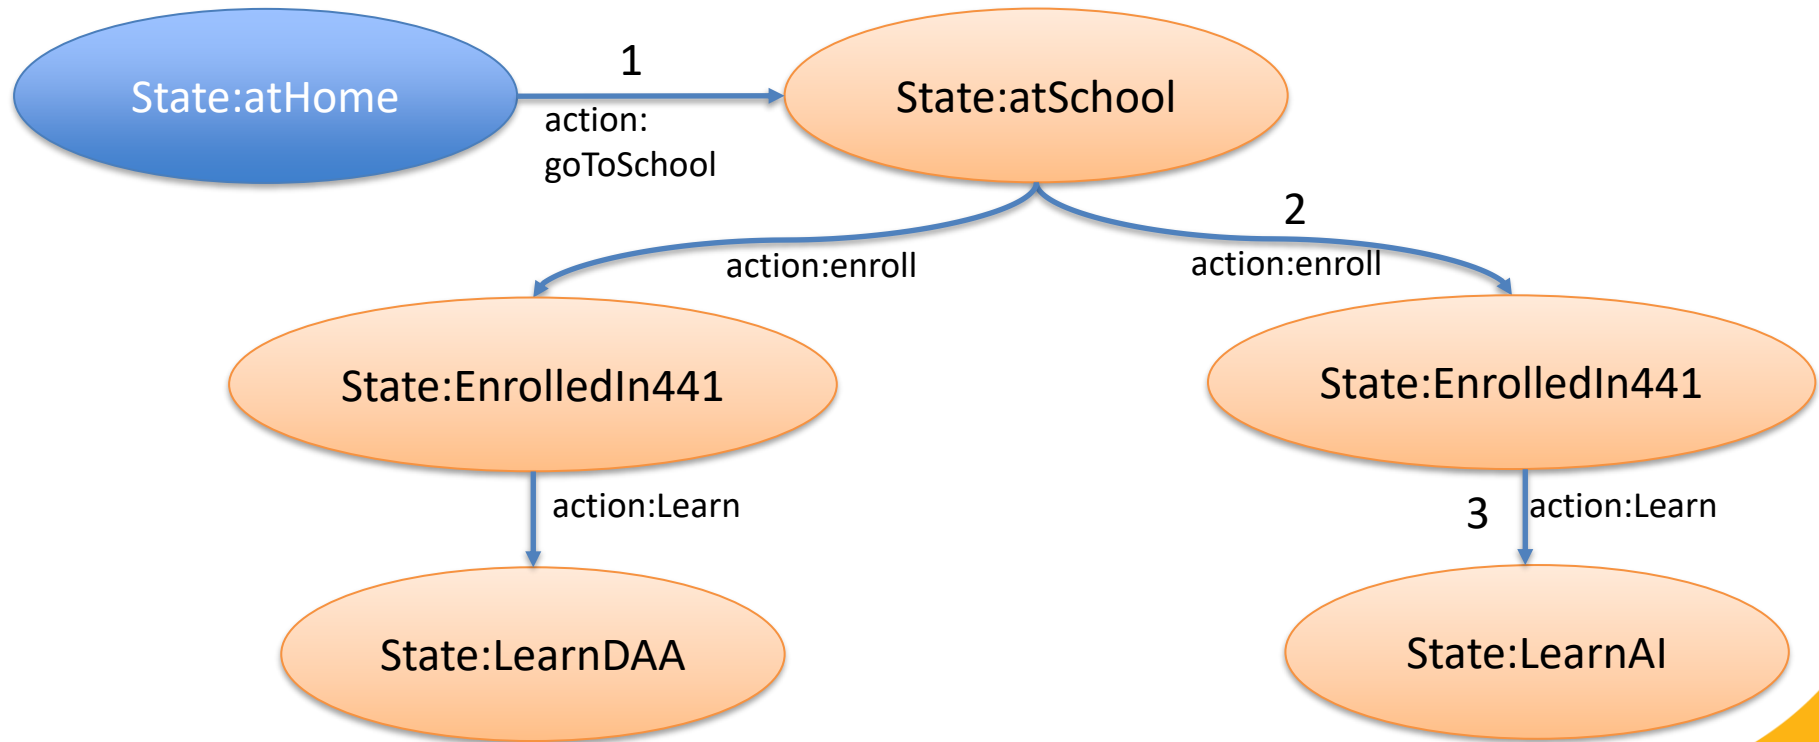 State:atHome
1
action:
goToSchool
State:atSchool
2
action:enroll
action:enroll
State:EnrolledIn441
State:EnrolledIn441
action:Learn
3
action:Learn
State:LearnDAA
State:LearnAI